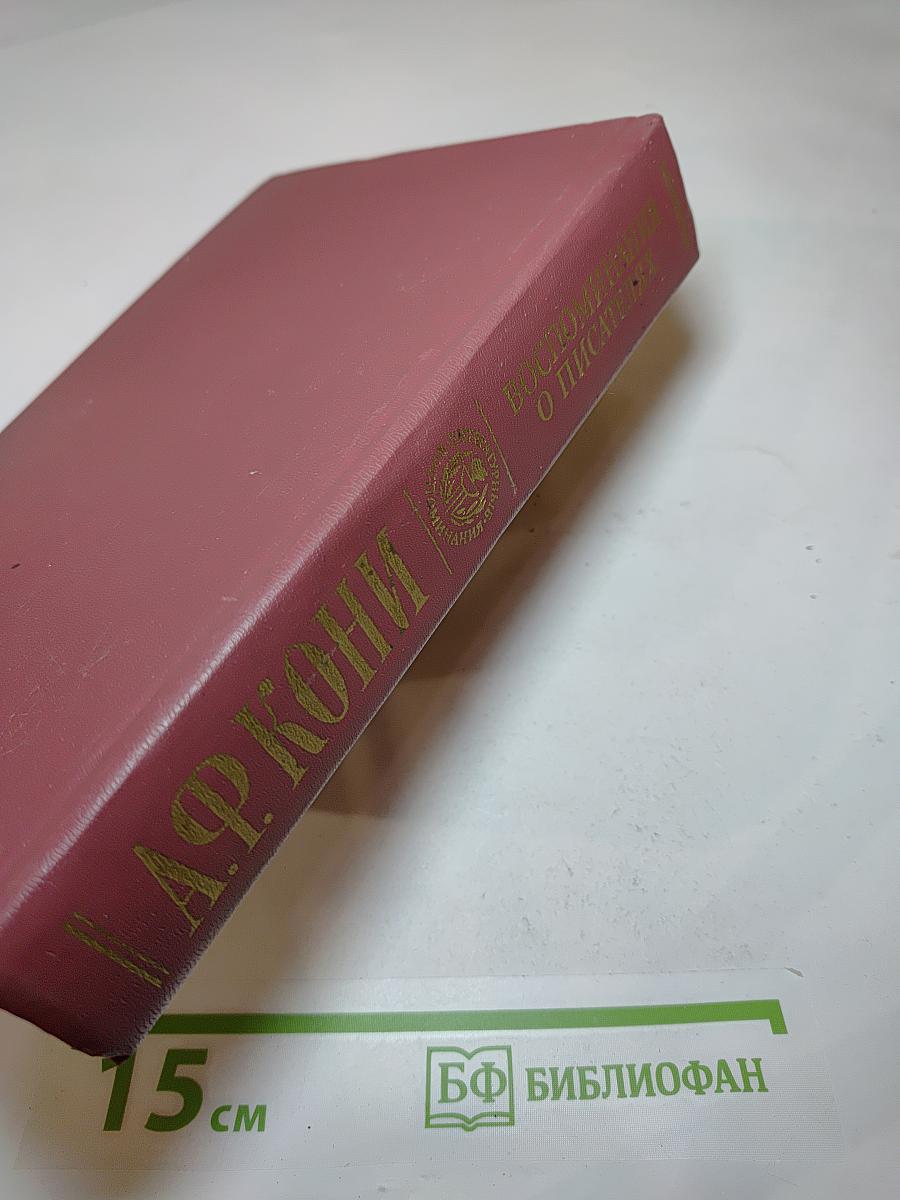 А.Ф. КОНИ
ВОСПОМИНАНИЯ
О ПИСАТЕЛЯХ
15 см
БФ БИБЛИОФАН